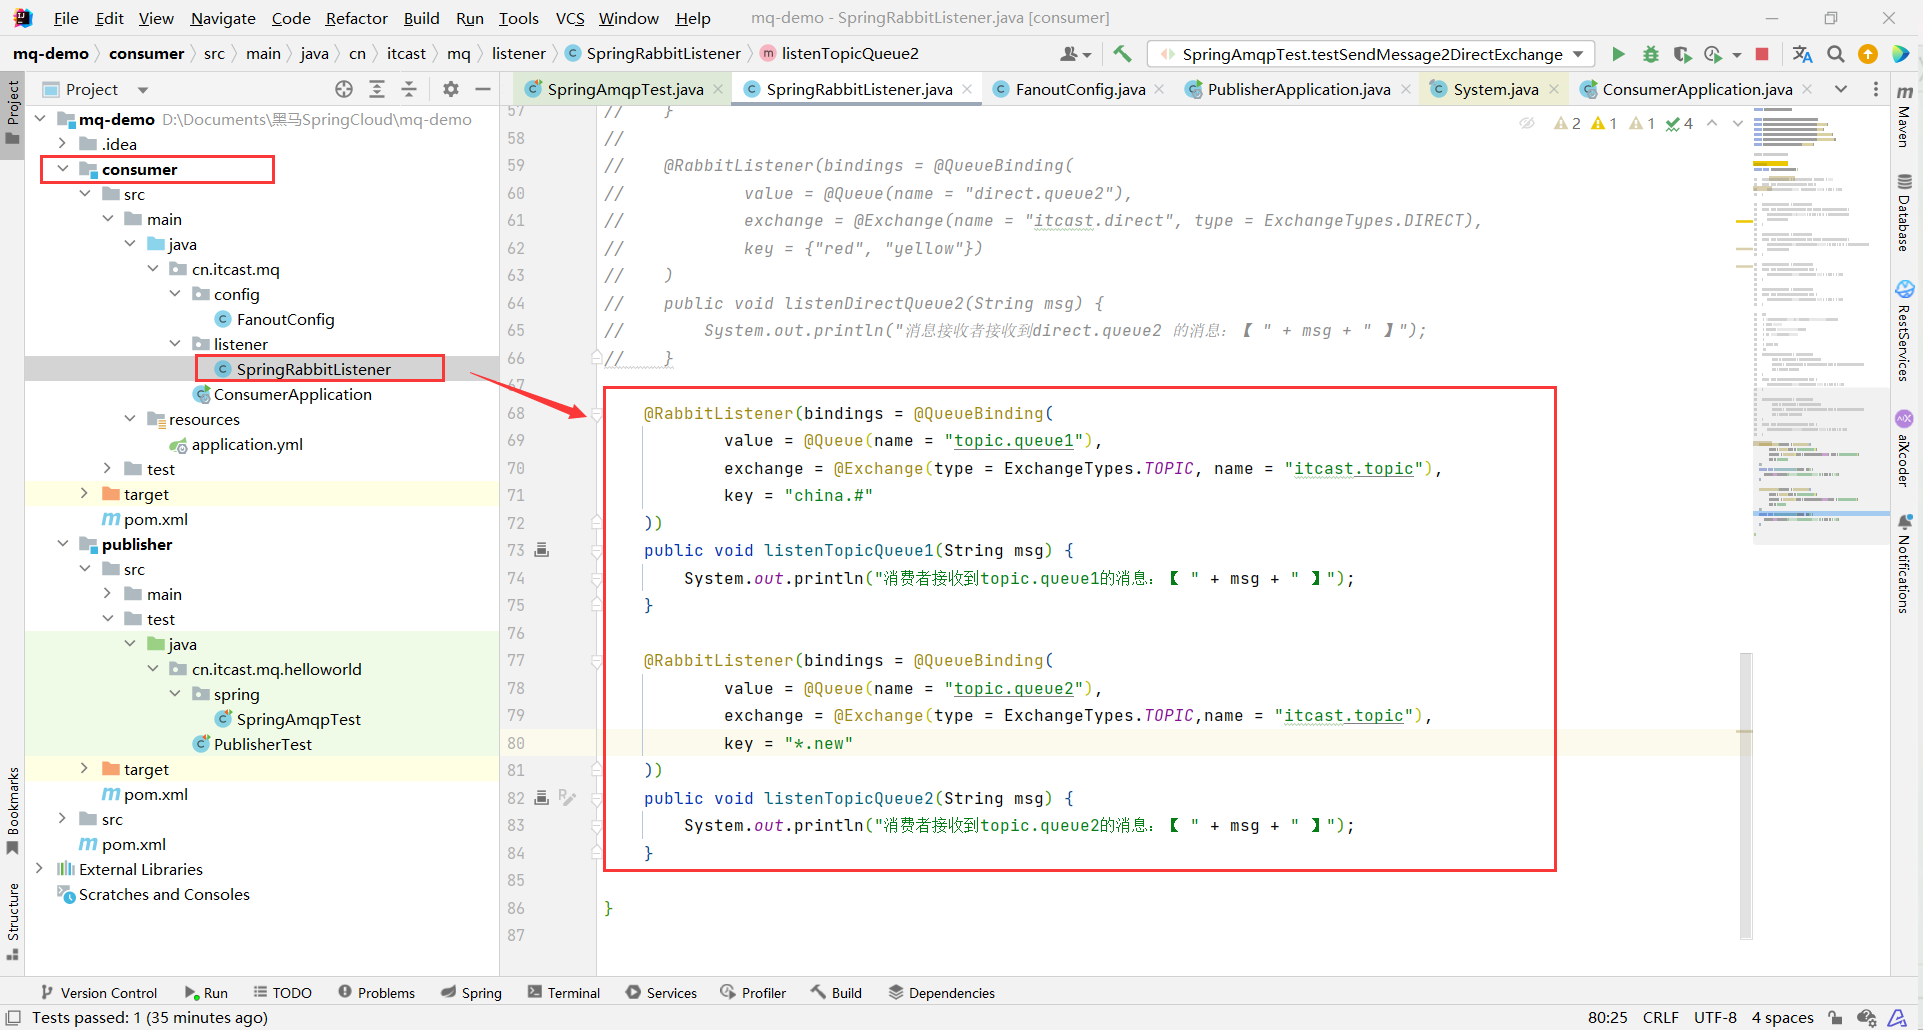 File Edit View Navigate Code Refactor Build Run Tools VCS Window Help mq-demo - SpringRabbitListener.java [consumer]
mq-demo consumer src main java cn itcast mq listener SpringRabbitListener listenTopicQueue2 SpringAmqpTest.testSendMessage2DirectExchange
Project
SpringAmqpTest.java SpringRabbitListener.java FanoutConfig.java PublisherApplication.java System.java ConsumerApplication.java
Project
mq-demo D:\Documents\黑马SpringCloud\mq-demo
.idea
consumer
src
main
java
cn.itcast.mq
config
FanoutConfig
listener
SpringRabbitListener
ConsumerApplication
resources
application.yml
test
target
pom.xml
publisher
src
main
test
java
cn.itcast.mq.helloworld
spring
SpringAmqpTest
PublisherTest
target
pom.xml
src
pom.xml
External Libraries
Scratches and Consoles
Bookmarks
Structure
2 1 1 4
57 // }
58 //
59 // @RabbitListener(bindings = @QueueBinding(
60 // value = @Queue(name = "direct.queue2"),
61 // exchange = @Exchange(name = "itcast.direct", type = ExchangeTypes.DIRECT),
62 // key = {"red", "yellow"})
63 // )
64 // public void listenDirectQueue2(String msg) {
65 // System.out.println("消息接收者接收到direct.queue2 的消息：【 " + msg + " 】");
66 // }
67
68 @RabbitListener(bindings = @QueueBinding(
69 value = @Queue(name = "topic.queue1"),
70 exchange = @Exchange(type = ExchangeTypes.TOPIC, name = "itcast.topic"),
71 key = "china.#"
72 ))
73 public void listenTopicQueue1(String msg) {
74 System.out.println("消费者接收到topic.queue1的消息：【 " + msg + " 】");
75 }
76
77 @RabbitListener(bindings = @QueueBinding(
78 value = @Queue(name = "topic.queue2"),
79 exchange = @Exchange(type = ExchangeTypes.TOPIC,name = "itcast.topic"),
80 key = "*.new"
81 ))
82 public void listenTopicQueue2(String msg) {
83 System.out.println("消费者接收到topic.queue2的消息：【 " + msg + " 】");
84 }
85
86 }
87
Maven
Database
RestServices
aiXcoder
Notifications
Version Control Run TODO Problems Spring Terminal Services Profiler Build Dependencies
Tests passed: 1 (35 minutes ago) 80:25 CRLF UTF-8 4 spaces